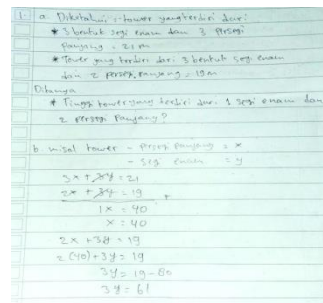 1. a. Diketahui : tower yang terdiri dari
* 3 bentuk segi enam dan 3 persegi
panjang = 21 m
* Tower yang terdiri dari 3 bentuk segi enam
dan 2 persegi panjang = 19 m
Ditanya
* Tinggi tower yang terdiri dari 1 segi enam dan
2 persegi panjang?
b. misal tower - persegi panjang = x
- segi enam = y
3x + 3y = 21
2x + 3y = 19 +
1x = 40
x = 40
2x + 3y = 19
2(40) + 3y = 19
3y = 19 - 80
3y = 61